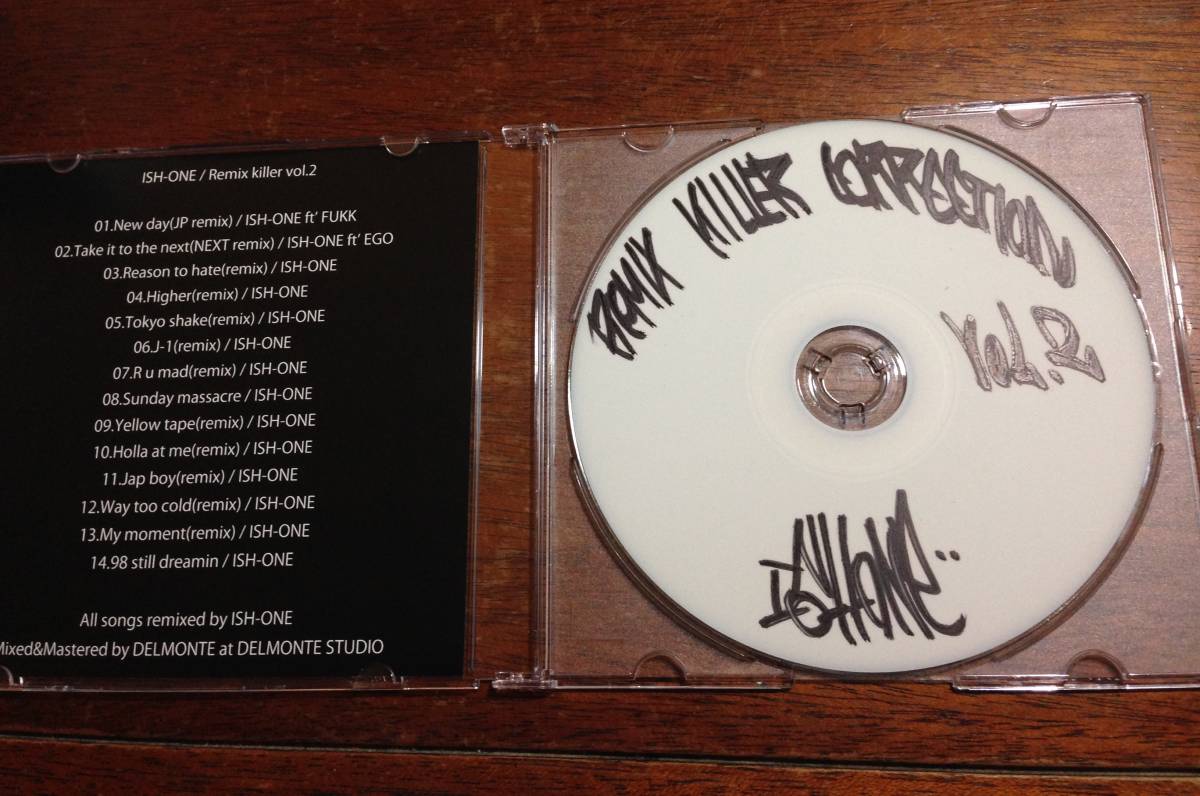 ISH-ONE / Remix killer vol.2
01.New day(JP remix) / ISH-ONE ft' FUKK
02.Take it to the next(NEXT remix) / ISH-ONE ft' EGO
03.Reason to hate(remix) / ISH-ONE
04.Higher(remix) / ISH-ONE
05.Tokyo shake(remix) / ISH-ONE
06.J-1(remix) / ISH-ONE
07.R u mad(remix) / ISH-ONE
08.Sunday massacre / ISH-ONE
09.Yellow tape(remix) / ISH-ONE
10.Holla at me(remix) / ISH-ONE
11.Jap boy(remix) / ISH-ONE
12.Way too cold(remix) / ISH-ONE
13.My moment(remix) / ISH-ONE
14.98 still dreamin / ISH-ONE
All songs remixed by ISH-ONE
Mixed&Mastered by DELMONTE at DELMONTE STUDIO
REMIX KILLER CORRECTION
VOL.2
ISHONE